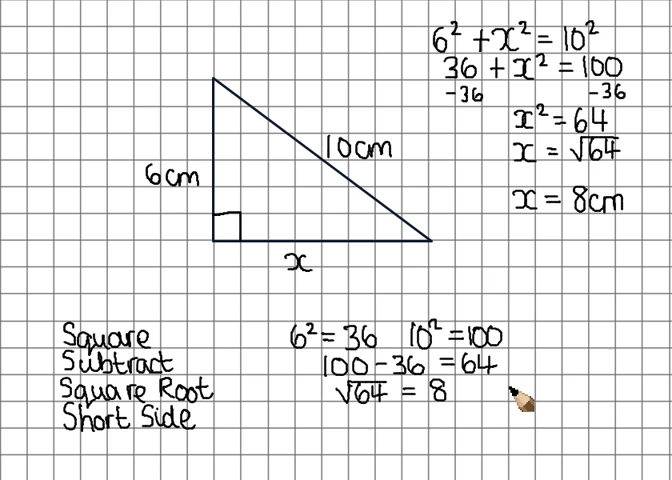 6² + x² = 10²
36 + x² = 100
-36 -36
x² = 64
x = √64
x = 8cm
10cm
6cm
x
Square 6² = 36 10² = 100
Subtract 100 - 36 = 64
Square Root √64 = 8
Short Side